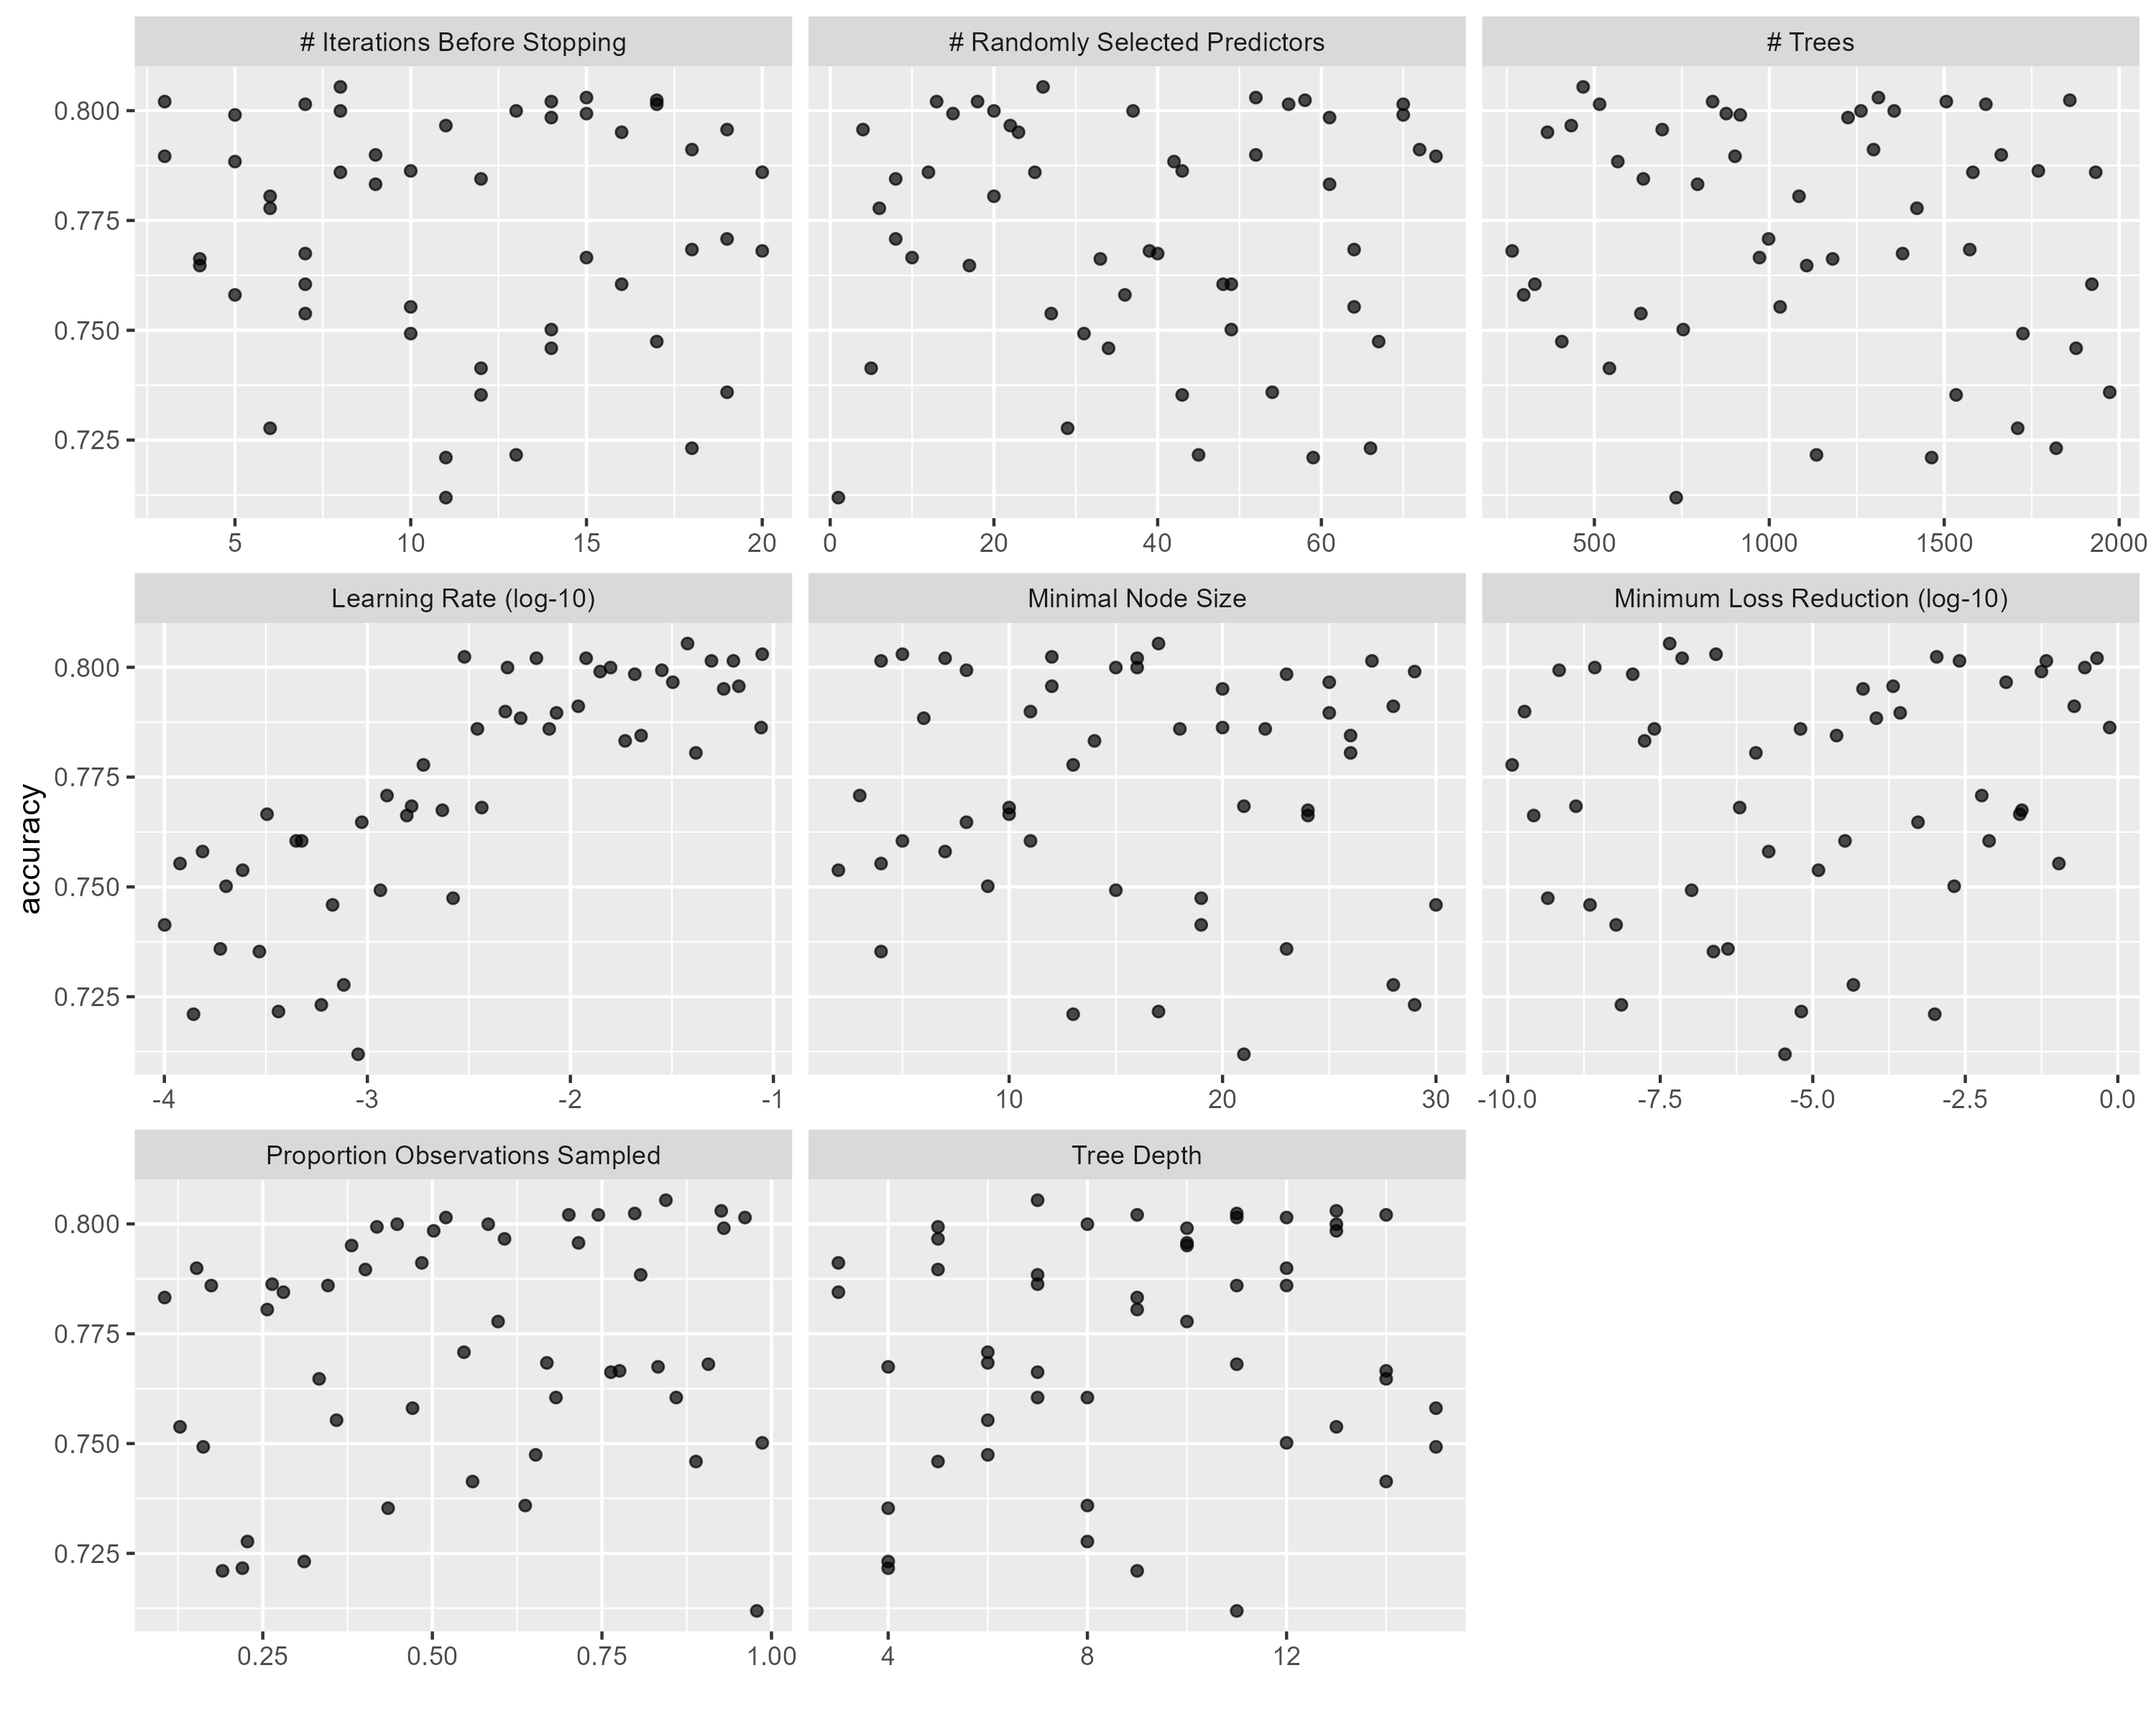 # Iterations Before Stopping
# Randomly Selected Predictors
# Trees
0.800
0.775
0.750
0.725
5 10 15 20
0 20 40 60
500 1000 1500 2000
Learning Rate (log-10)
Minimal Node Size
Minimum Loss Reduction (log-10)
accuracy
0.800
0.775
0.750
0.725
-4 -3 -2 -1
10 20 30
-10.0 -7.5 -5.0 -2.5 0.0
Proportion Observations Sampled
Tree Depth
0.800
0.775
0.750
0.725
0.25 0.50 0.75 1.00
4 8 12